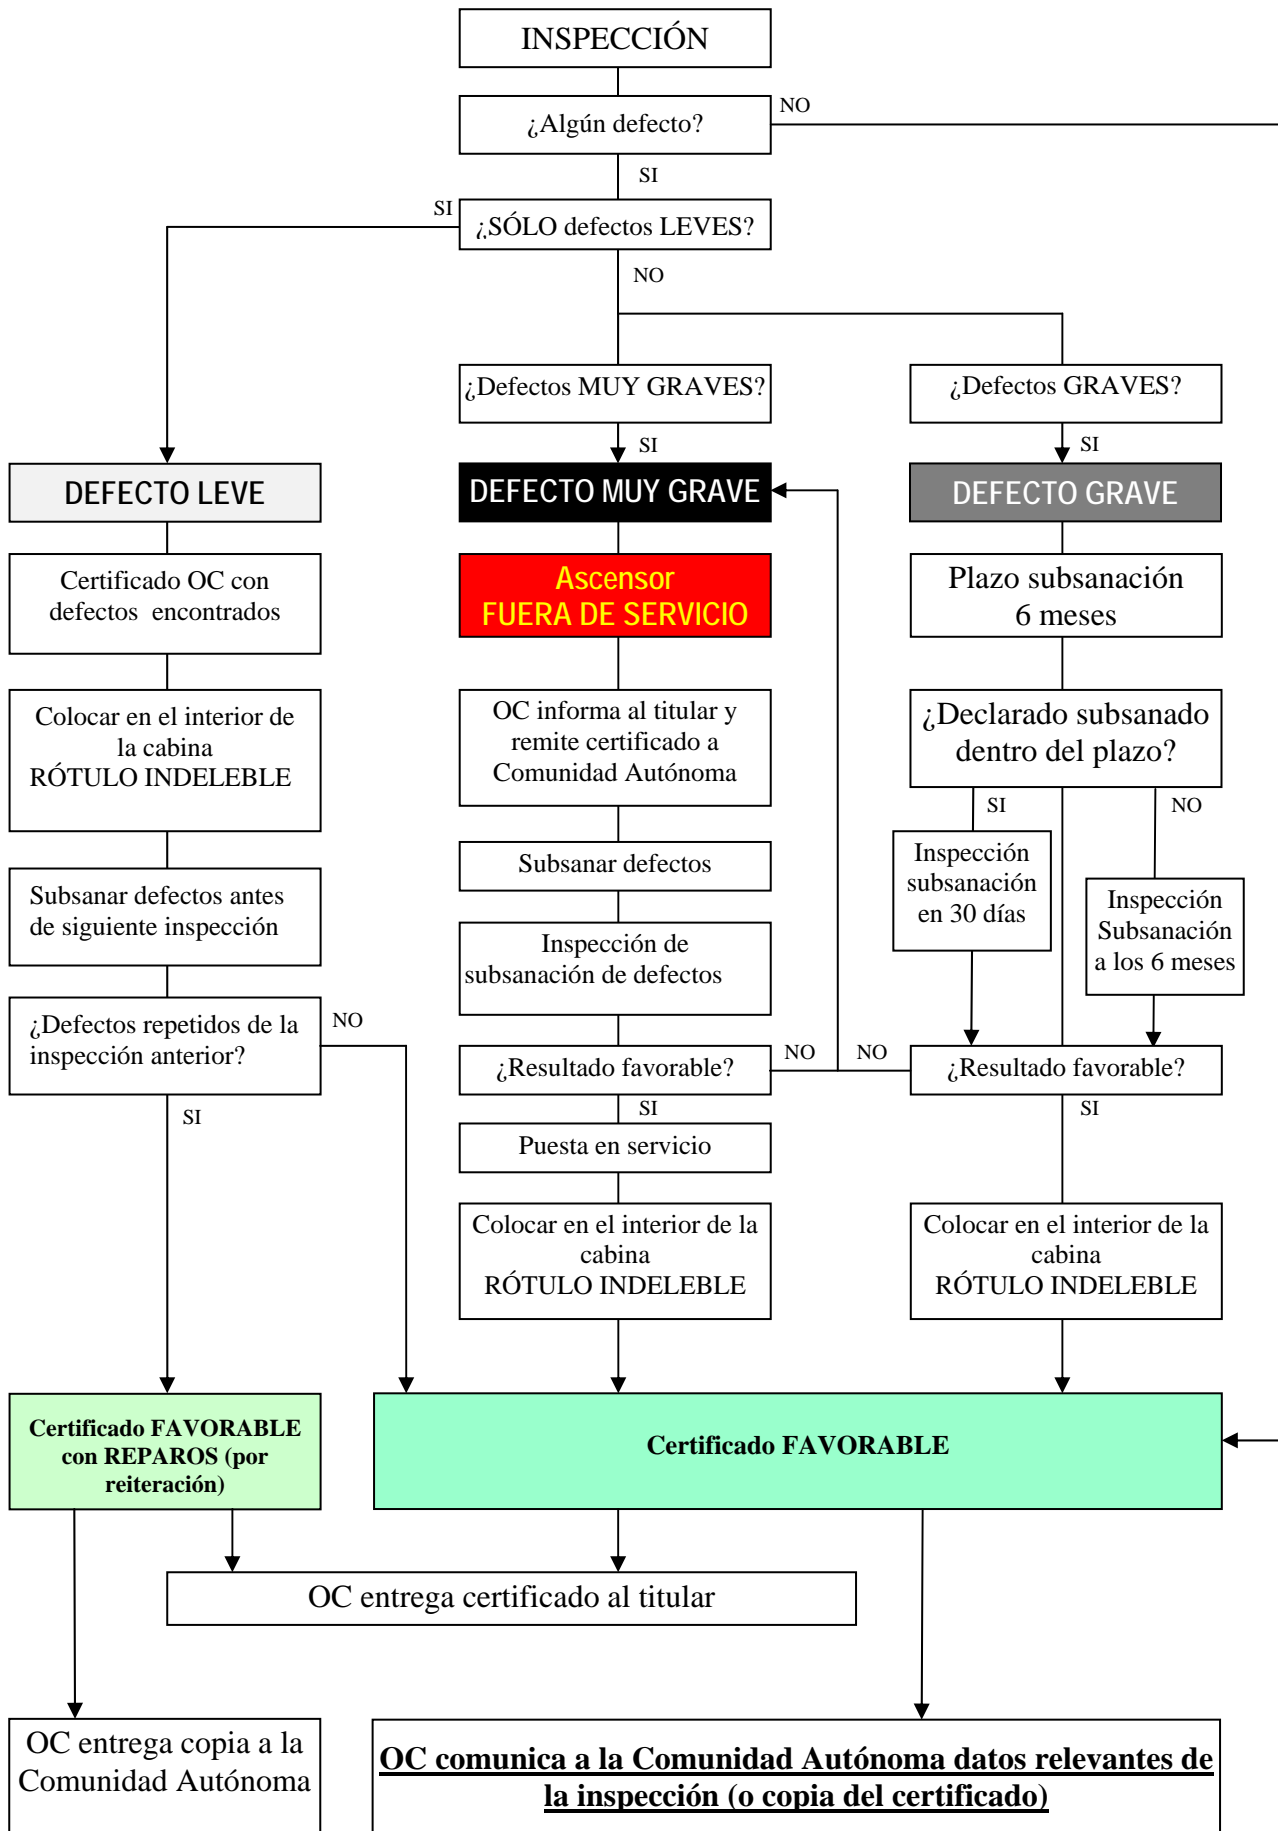 INSPECCIÓN
¿Algún defecto?
NO
SI
SI
¿SÓLO defectos LEVES?
NO
¿Defectos MUY GRAVES?
¿Defectos GRAVES?
SI
SI
DEFECTO LEVE
DEFECTO MUY GRAVE
DEFECTO GRAVE
Certificado OC con
defectos encontrados
Ascensor
FUERA DE SERVICIO
Plazo subsanación
6 meses
Colocar en el interior de
la cabina
RÓTULO INDELEBLE
OC informa al titular y
remite certificado a
Comunidad Autónoma
¿Declarado subsanado
dentro del plazo?
SI
NO
Subsanar defectos antes
de siguiente inspección
Subsanar defectos
Inspección
subsanación
en 30 días
Inspección
Subsanación
a los 6 meses
Inspección de
subsanación de defectos
¿Defectos repetidos de la
inspección anterior?
NO
¿Resultado favorable?
NO
NO
¿Resultado favorable?
SI
SI
SI
Puesta en servicio
Colocar en el interior de la
cabina
RÓTULO INDELEBLE
Colocar en el interior de la
cabina
RÓTULO INDELEBLE
Certificado FAVORABLE
con REPAROS (por
reiteración)
Certificado FAVORABLE
OC entrega certificado al titular
OC entrega copia a la
Comunidad Autónoma
OC comunica a la Comunidad Autónoma datos relevantes de
la inspección (o copia del certificado)